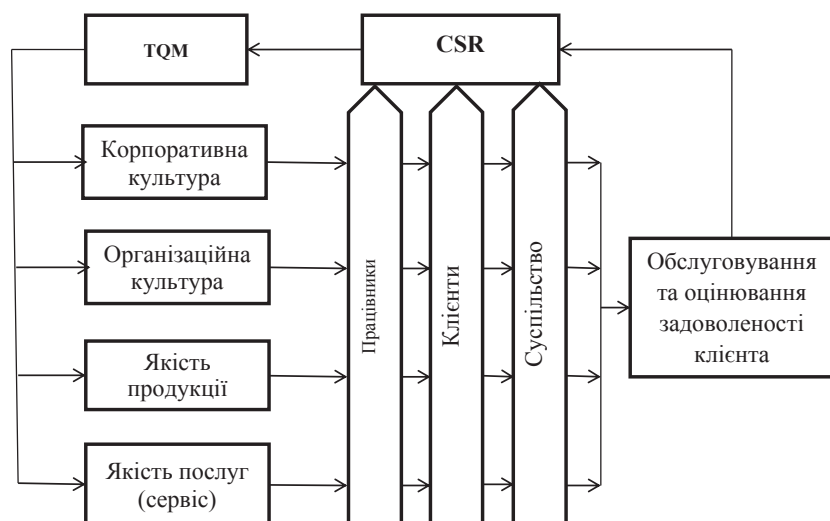 TQM
CSR
Корпоративна
культура
Організаційна
культура
Якість
продукції
Якість послуг
(сервіс)
Працівники
Клієнти
Суспільство
Обслуговування
та оцінювання
задоволеності
клієнта